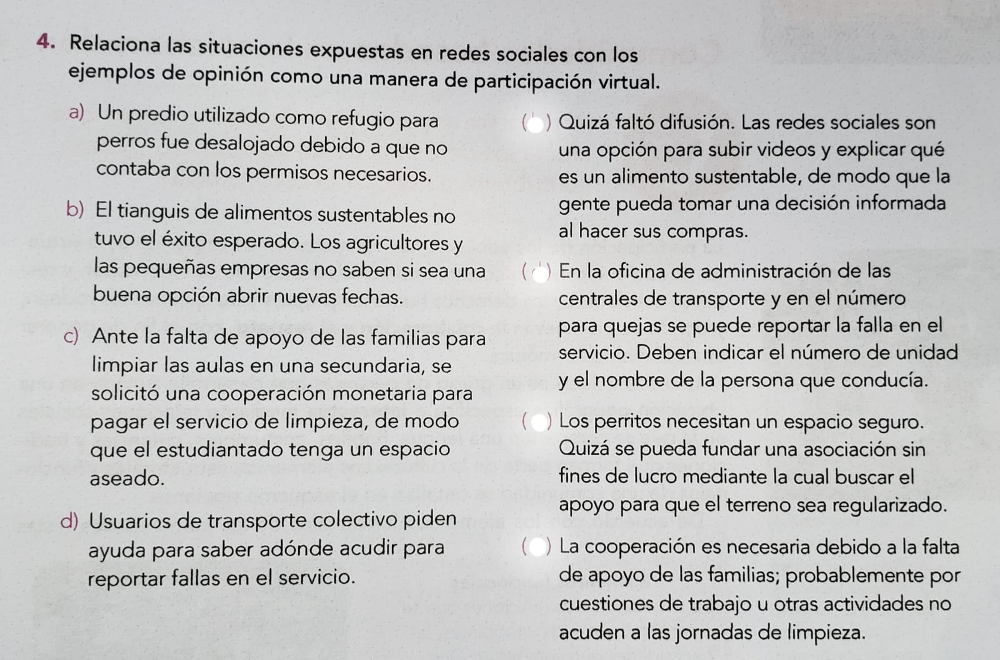 4. Relaciona las situaciones expuestas en redes sociales con los
ejemplos de opinión como una manera de participación virtual.
a) Un predio utilizado como refugio para
perros fue desalojado debido a que no
contaba con los permisos necesarios.
b) El tianguis de alimentos sustentables no
tuvo el éxito esperado. Los agricultores y
las pequeñas empresas no saben si sea una
buena opción abrir nuevas fechas.
c) Ante la falta de apoyo de las familias para
limpiar las aulas en una secundaria, se
solicitó una cooperación monetaria para
pagar el servicio de limpieza, de modo
que el estudiantado tenga un espacio
aseado.
d) Usuarios de transporte colectivo piden
ayuda para saber adónde acudir para
reportar fallas en el servicio.
( ) Quizá faltó difusión. Las redes sociales son
una opción para subir videos y explicar qué
es un alimento sustentable, de modo que la
gente pueda tomar una decisión informada
al hacer sus compras.
( ) En la oficina de administración de las
centrales de transporte y en el número
para quejas se puede reportar la falla en el
servicio. Deben indicar el número de unidad
y el nombre de la persona que conducía.
( ) Los perritos necesitan un espacio seguro.
Quizá se pueda fundar una asociación sin
fines de lucro mediante la cual buscar el
apoyo para que el terreno sea regularizado.
( ) La cooperación es necesaria debido a la falta
de apoyo de las familias; probablemente por
cuestiones de trabajo u otras actividades no
acuden a las jornadas de limpieza.